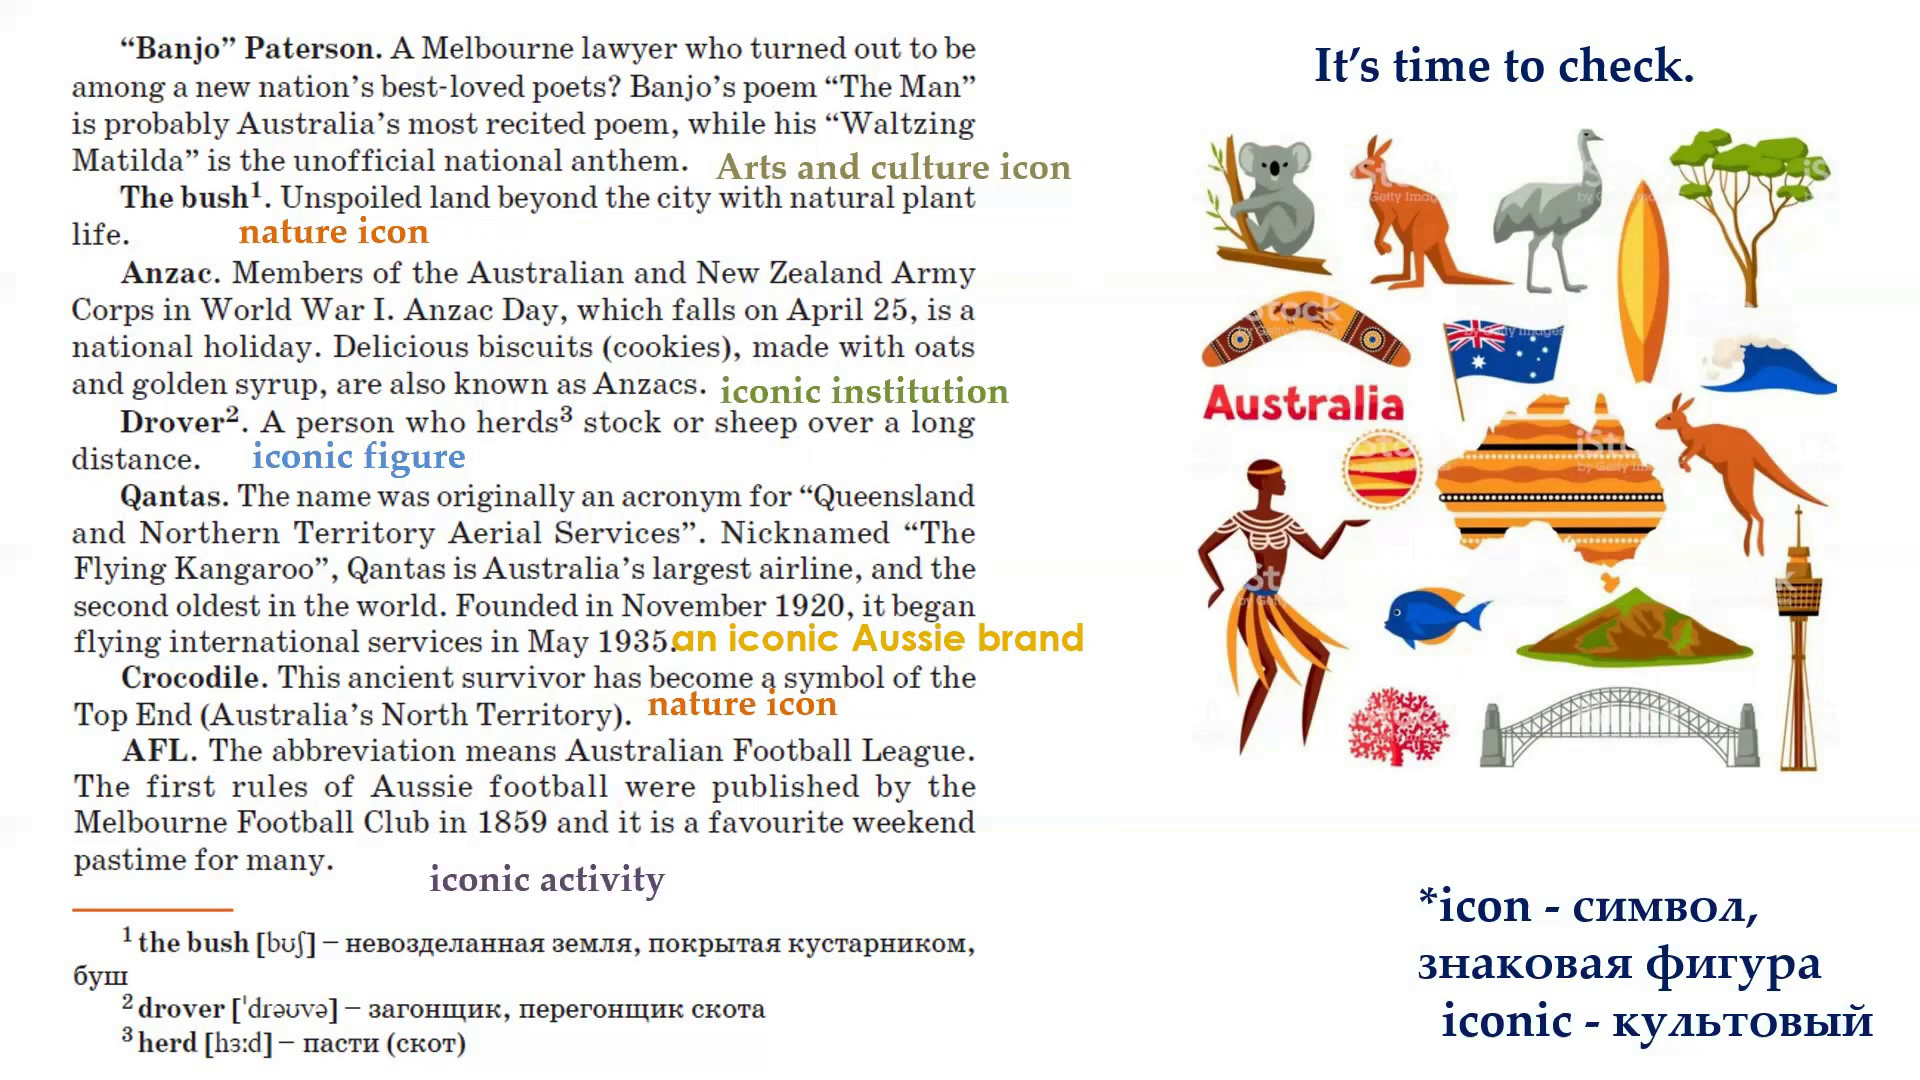 “Banjo” Paterson. A Melbourne lawyer who turned out to be
among a new nation’s best-loved poets? Banjo’s poem “The Man”
is probably Australia’s most recited poem, while his “Waltzing
Matilda” is the unofficial national anthem. Arts and culture icon
The bush¹. Unspoiled land beyond the city with natural plant
life. nature icon
Anzac. Members of the Australian and New Zealand Army
Corps in World War I. Anzac Day, which falls on April 25, is a
national holiday. Delicious biscuits (cookies), made with oats
and golden syrup, are also known as Anzacs. iconic institution
Drover². A person who herds³ stock or sheep over a long
distance. iconic figure
Qantas. The name was originally an acronym for “Queensland
and Northern Territory Aerial Services”. Nicknamed “The
Flying Kangaroo”, Qantas is Australia’s largest airline, and the
second oldest in the world. Founded in November 1920, it began
flying international services in May 1935. an iconic Aussie brand
Crocodile. This ancient survivor has become a symbol of the
Top End (Australia’s North Territory). nature icon
AFL. The abbreviation means Australian Football League.
The first rules of Aussie football were published by the
Melbourne Football Club in 1859 and it is a favourite weekend
pastime for many.
iconic activity
¹ the bush [bʊʃ] – невозделанная земля, покрытая кустарником,
буш
² drover [ˈdrəʊvə] – загонщик, перегонщик скота
³ herd [hɜːd] – пасти (скот)
It’s time to check.
Australia
*icon - символ,
знаковая фигура
iconic - культовый